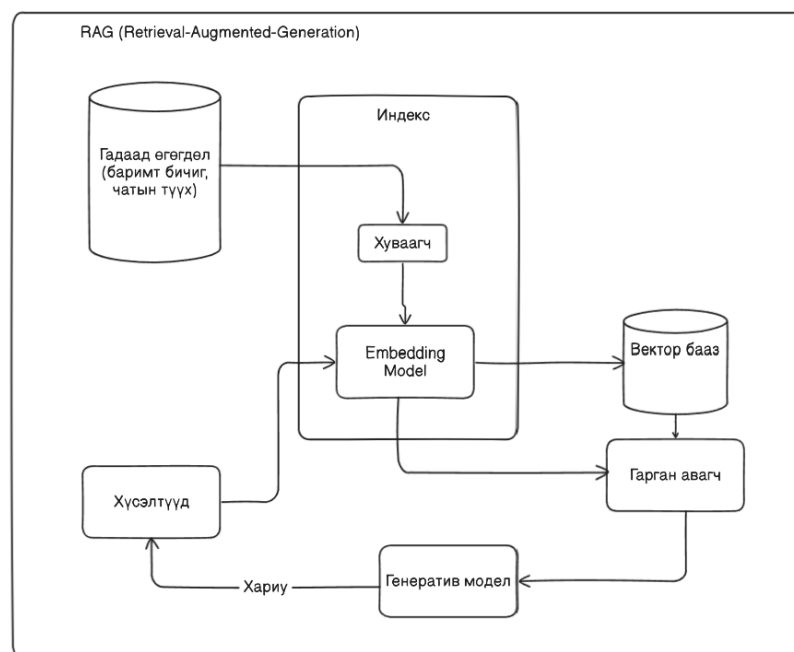 RAG (Retrieval-Augmented-Generation)
Гадаад өгөгдөл
(баримт бичиг,
чатын түүх)
Индекс
Хуваагч
Embedding
Model
Вектор бааз
Хүсэлтүүд
Гарган авагч
Хариу
Генератив модел